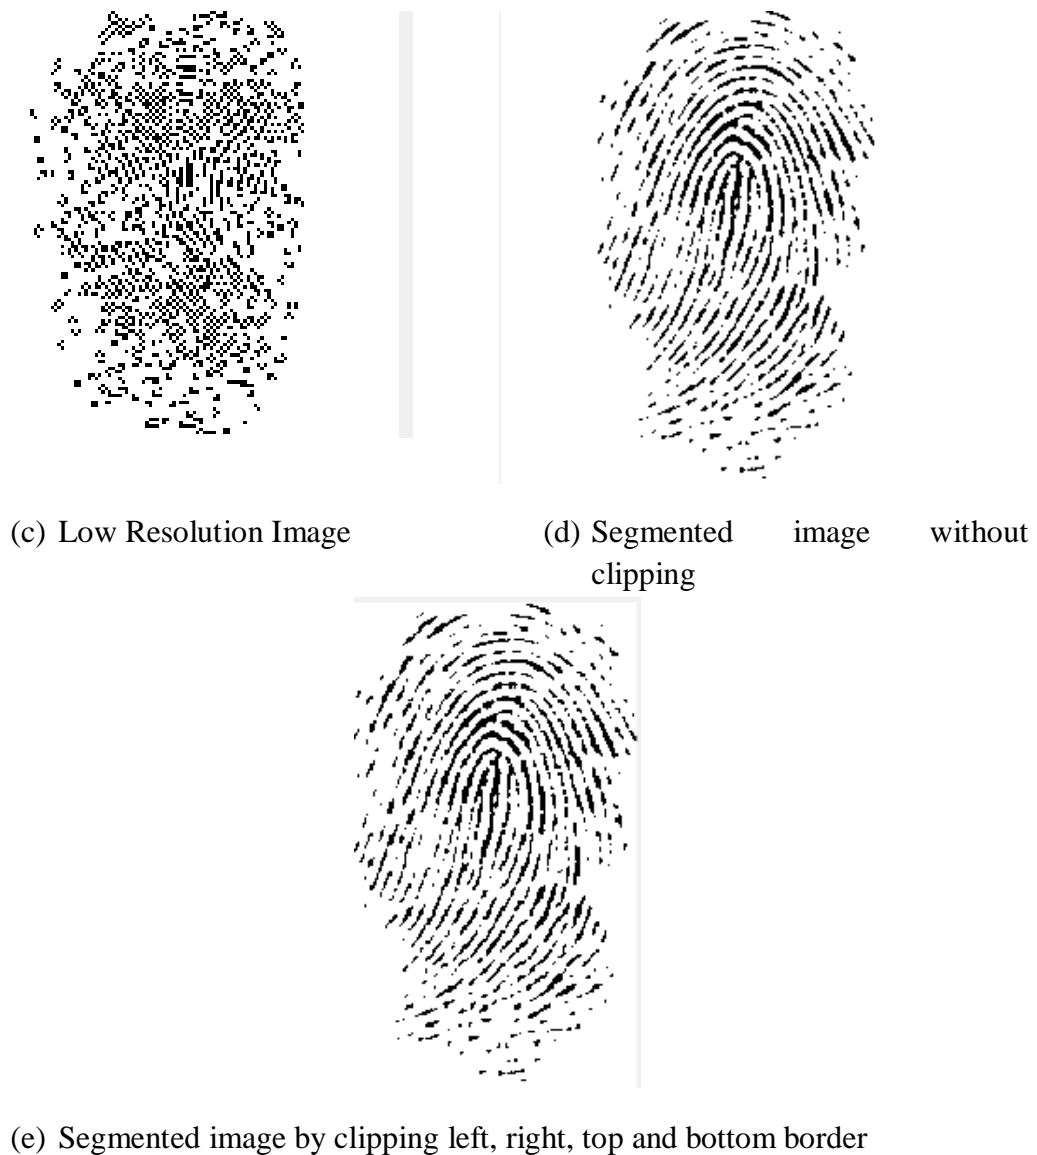 (c) Low Resolution Image
(d) Segmented image without
clipping
(e) Segmented image by clipping left, right, top and bottom border